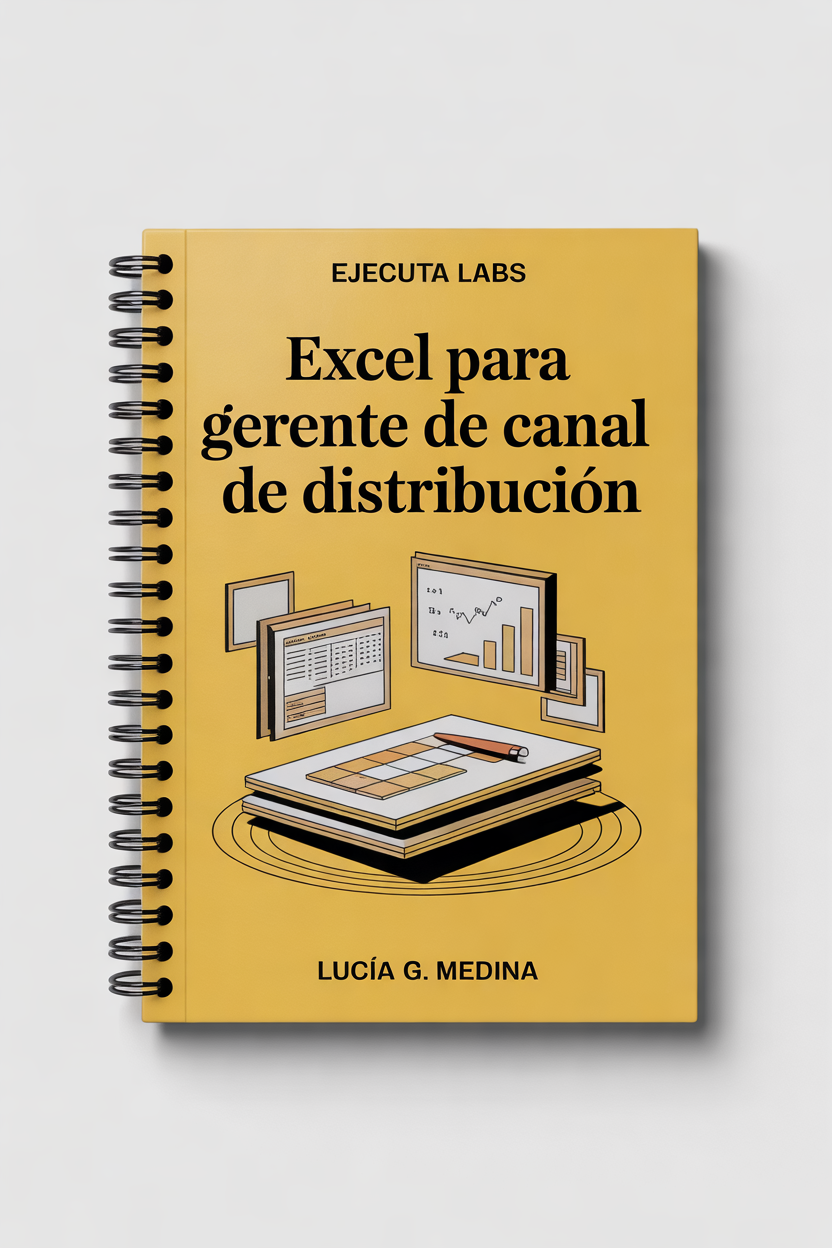 EJECUTA LABS
Excel para
gerente de canal
de distribución
LUCÍA G. MEDINA